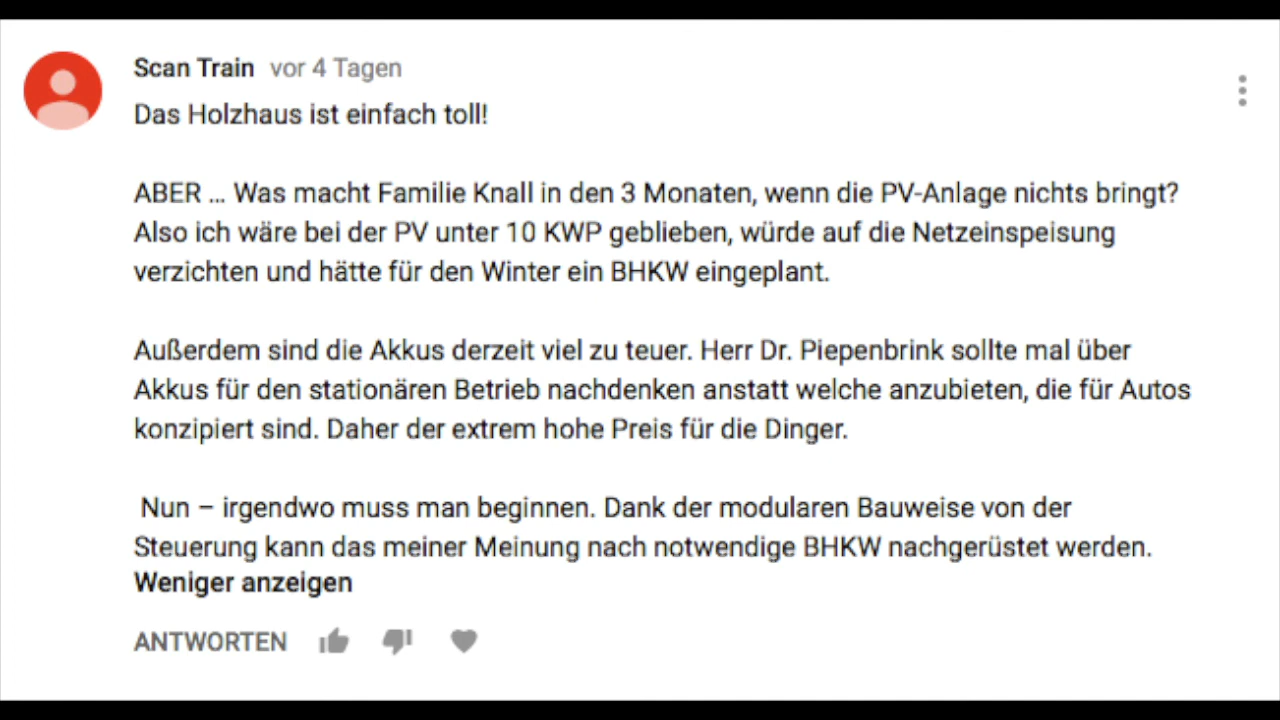 Scan Train vor 4 Tagen
Das Holzhaus ist einfach toll!
ABER ... Was macht Familie Knall in den 3 Monaten, wenn die PV-Anlage nichts bringt?
Also ich wäre bei der PV unter 10 KWP geblieben, würde auf die Netzeinspeisung
verzichten und hätte für den Winter ein BHKW eingeplant.
Außerdem sind die Akkus derzeit viel zu teuer. Herr Dr. Piepenbrink sollte mal über
Akkus für den stationären Betrieb nachdenken anstatt welche anzubieten, die für Autos
konzipiert sind. Daher der extrem hohe Preis für die Dinger.
Nun – irgendwo muss man beginnen. Dank der modularen Bauweise von der
Steuerung kann das meiner Meinung nach notwendige BHKW nachgerüstet werden.
Weniger anzeigen
ANTWORTEN